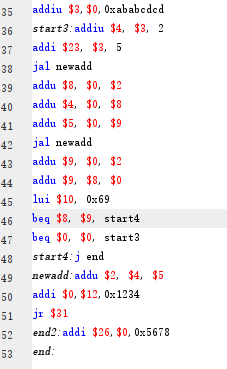 35 addiu $3,$0,0xababcdcd
36 start3:addiu $4, $3, 2
37 addi $23, $3, 5
38 jal newadd
39 addu $8, $0, $2
40 addu $4, $0, $8
41 addu $5, $0, $9
42 jal newadd
43 addu $9, $0, $2
44 addu $9, $8, $0
45 lui $10, 0x69
46 beq $8, $9, start4
47 beq $0, $0, start3
48 start4:j end
49 newadd:addu $2, $4, $5
50 addi $0,$12,0x1234
51 jr $31
52 end2:addi $26,$0,0x5678
53 end: